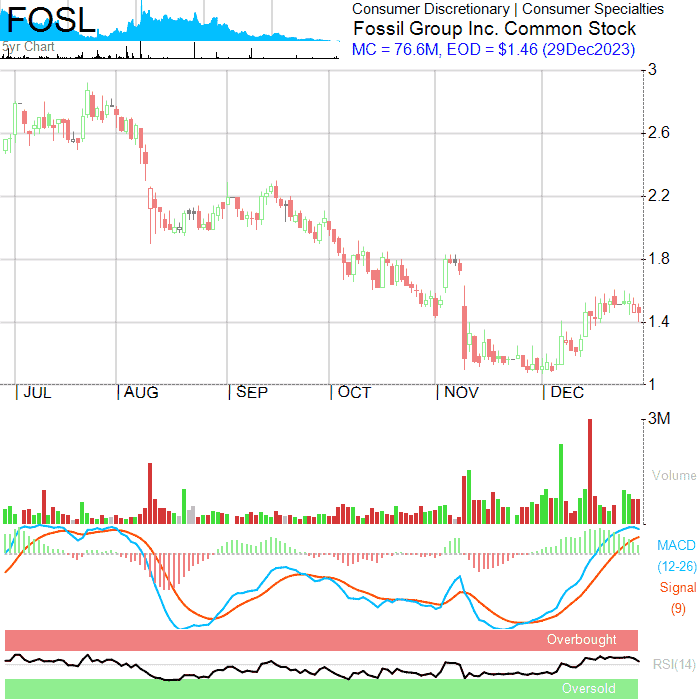 FOSL
5yr Chart
Consumer Discretionary | Consumer Specialties
Fossil Group Inc. Common Stock
MC = 76.6M, EOD = $1.46 (29Dec2023)
3
2.6
2.2
1.8
1.4
1
JUL AUG SEP OCT NOV DEC
3M
Volume
MACD
(12-26)
Signal
(9)
Overbought
RSI(14)
Oversold